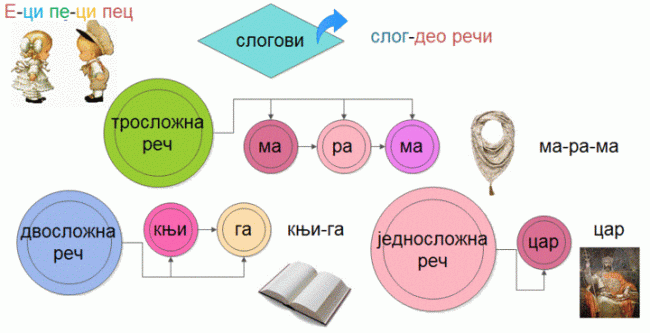 Е-ци пе-ци пец
слогови
слог-део речи
тросложна
реч
ма
ра
ма
ма-ра-ма
двосложна
реч
књи
га
књи-га
једносложна
реч
цар
цар